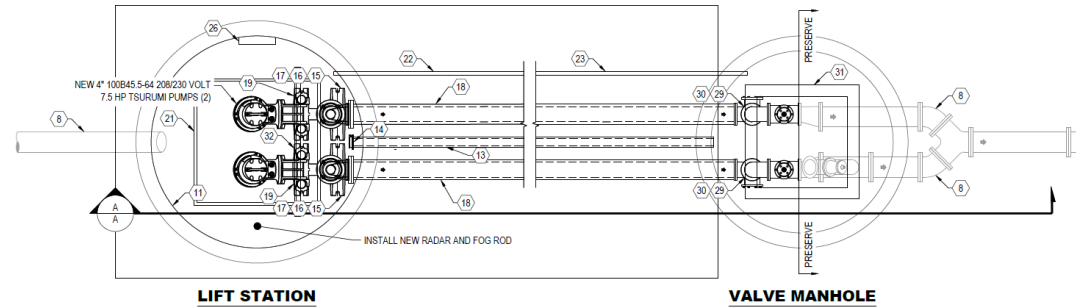 26
PRESERVE
22
23
31
17
16
15
19
NEW 4" 100B45.5-64 208/230 VOLT
7.5 HP TSURUMI PUMPS (2)
30
29
8
18
21
8
14
32
13
11
19
17
16
15
18
30
29
8
A
A
INSTALL NEW RADAR AND FOG ROD
PRESERVE
LIFT STATION
VALVE MANHOLE